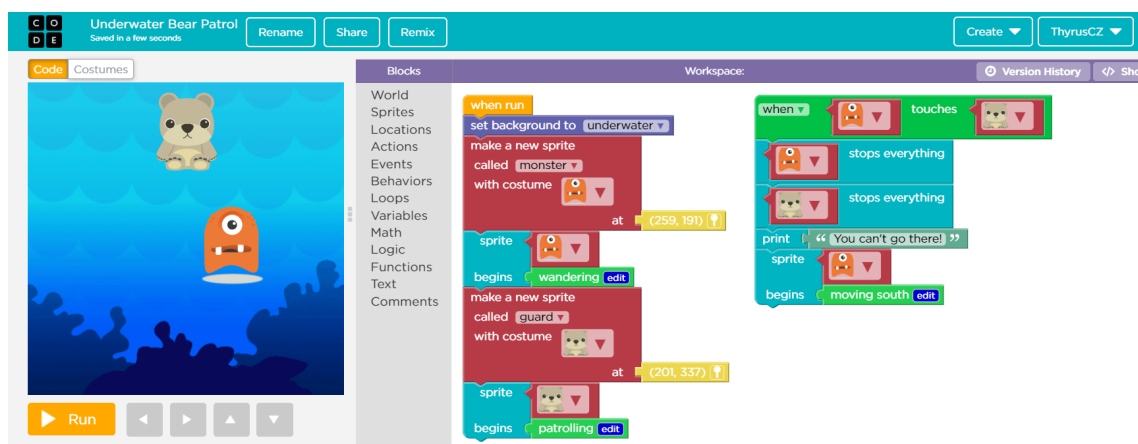 CODE
Underwater Bear Patrol
Saved in a few seconds
Rename
Share
Remix
Create
ThyrusCZ
Code
Costumes
Blocks
Workspace:
Version History
</> Sho
World
Sprites
Locations
Actions
Events
Behaviors
Loops
Variables
Math
Logic
Functions
Text
Comments
when run
set background to underwater
make a new sprite
called monster
with costume
at (259, 191)
sprite
begins wandering edit
make a new sprite
called guard
with costume
at (201, 337)
sprite
begins patrolling edit
when touches
stops everything
stops everything
print “ You can't go there! ”
sprite
begins moving south edit
Run